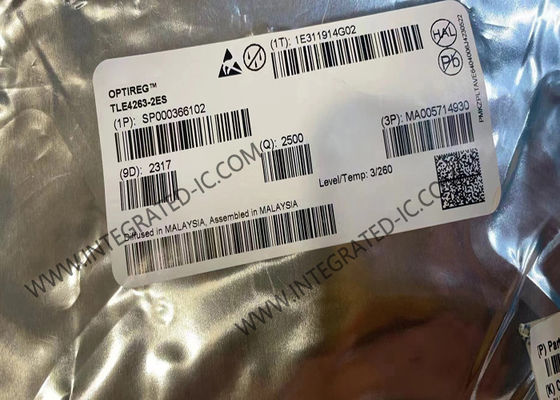 (1T): 1E311914G02
OPTIREG™
TLE4263-2ES
(1P): SP000366102
(9D): 2317
(Q): 2500
(3P): MA005714930
Level/Temp: 3/260
Diffused in MALAYSIA, Assembled in MALAYSIA
HAL
Pb
WWW.INTEGRATED-IC.COM
WWW.INTEGRATED-IC.COM
(P) Par